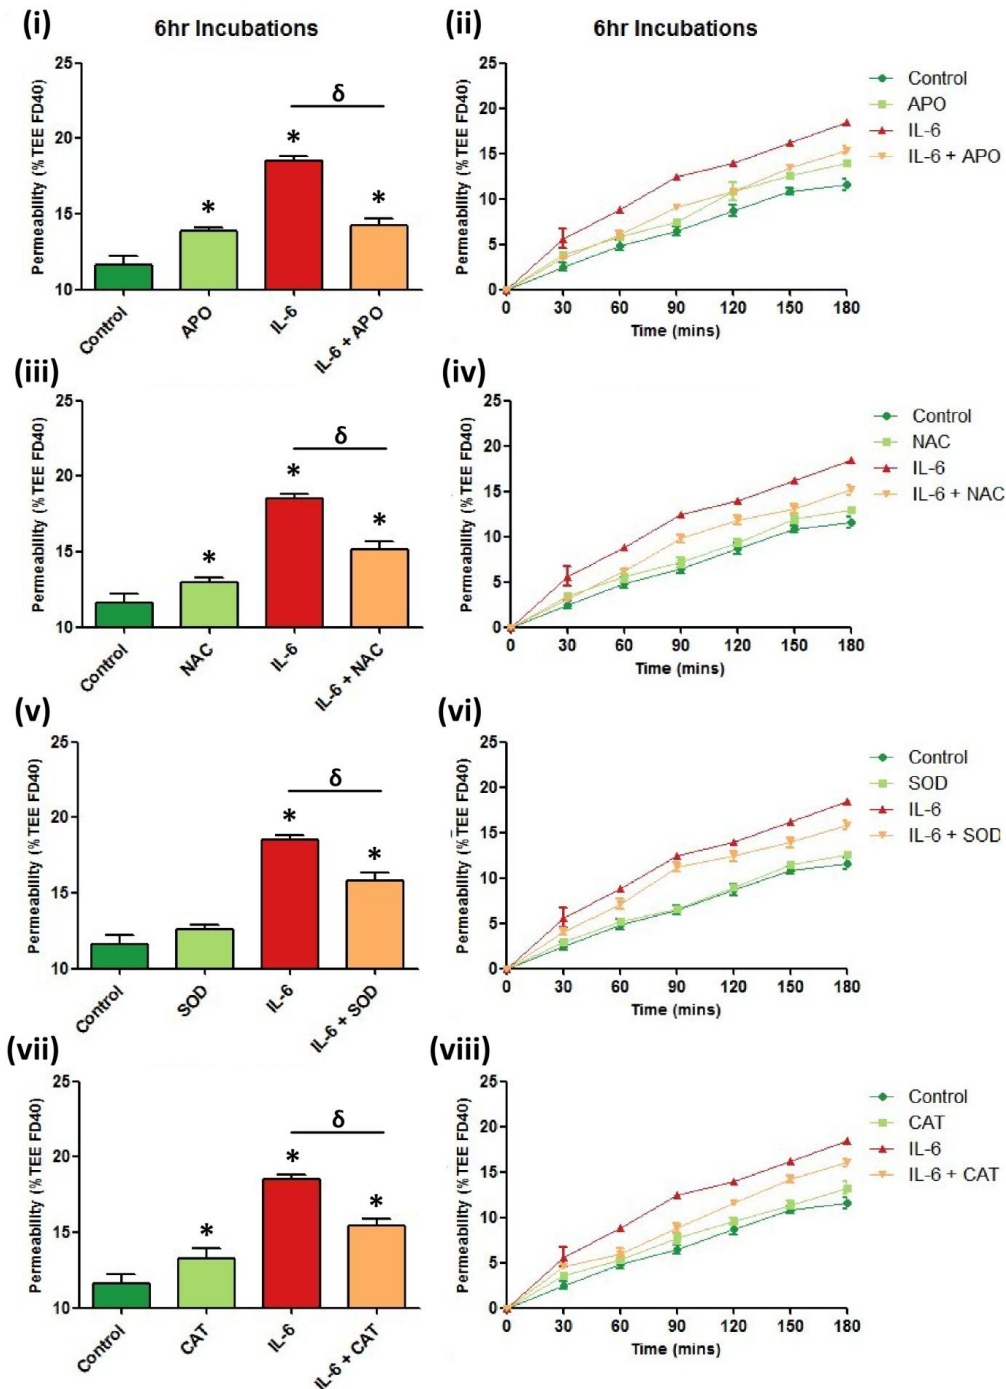 (i)
6hr Incubations
Permeability (%TEE FD40)
25
20
15
10
δ
*
*
*
Control
APO
IL-6
IL-6 + APO
(ii)
6hr Incubations
Permeability (%TEE FD40)
25
20
15
10
5
0
0 30 60 90 120 150 180
Time (mins)
Control
APO
IL-6
IL-6 + APO
(iii)
Permeability (%TEE FD40)
25
20
15
10
δ
*
*
*
Control
NAC
IL-6
IL-6 + NAC
(iv)
Permeability (%TEE FD40)
25
20
15
10
5
0
0 30 60 90 120 150 180
Time (mins)
Control
NAC
IL-6
IL-6 + NAC
(v)
Permeability (%TEE FD40)
25
20
15
10
δ
*
*
Control
SOD
IL-6
IL-6 + SOD
(vi)
Permeability (%TEE FD40)
25
20
15
10
5
0
0 30 60 90 120 150 180
Time (mins)
Control
SOD
IL-6
IL-6 + SOD
(vii)
Permeability (%TEE FD40)
25
20
15
10
δ
*
*
*
Control
CAT
IL-6
IL-6 + CAT
(viii)
Permeability (%TEE FD40)
25
20
15
10
5
0
0 30 60 90 120 150 180
Time (mins)
Control
CAT
IL-6
IL-6 + CAT